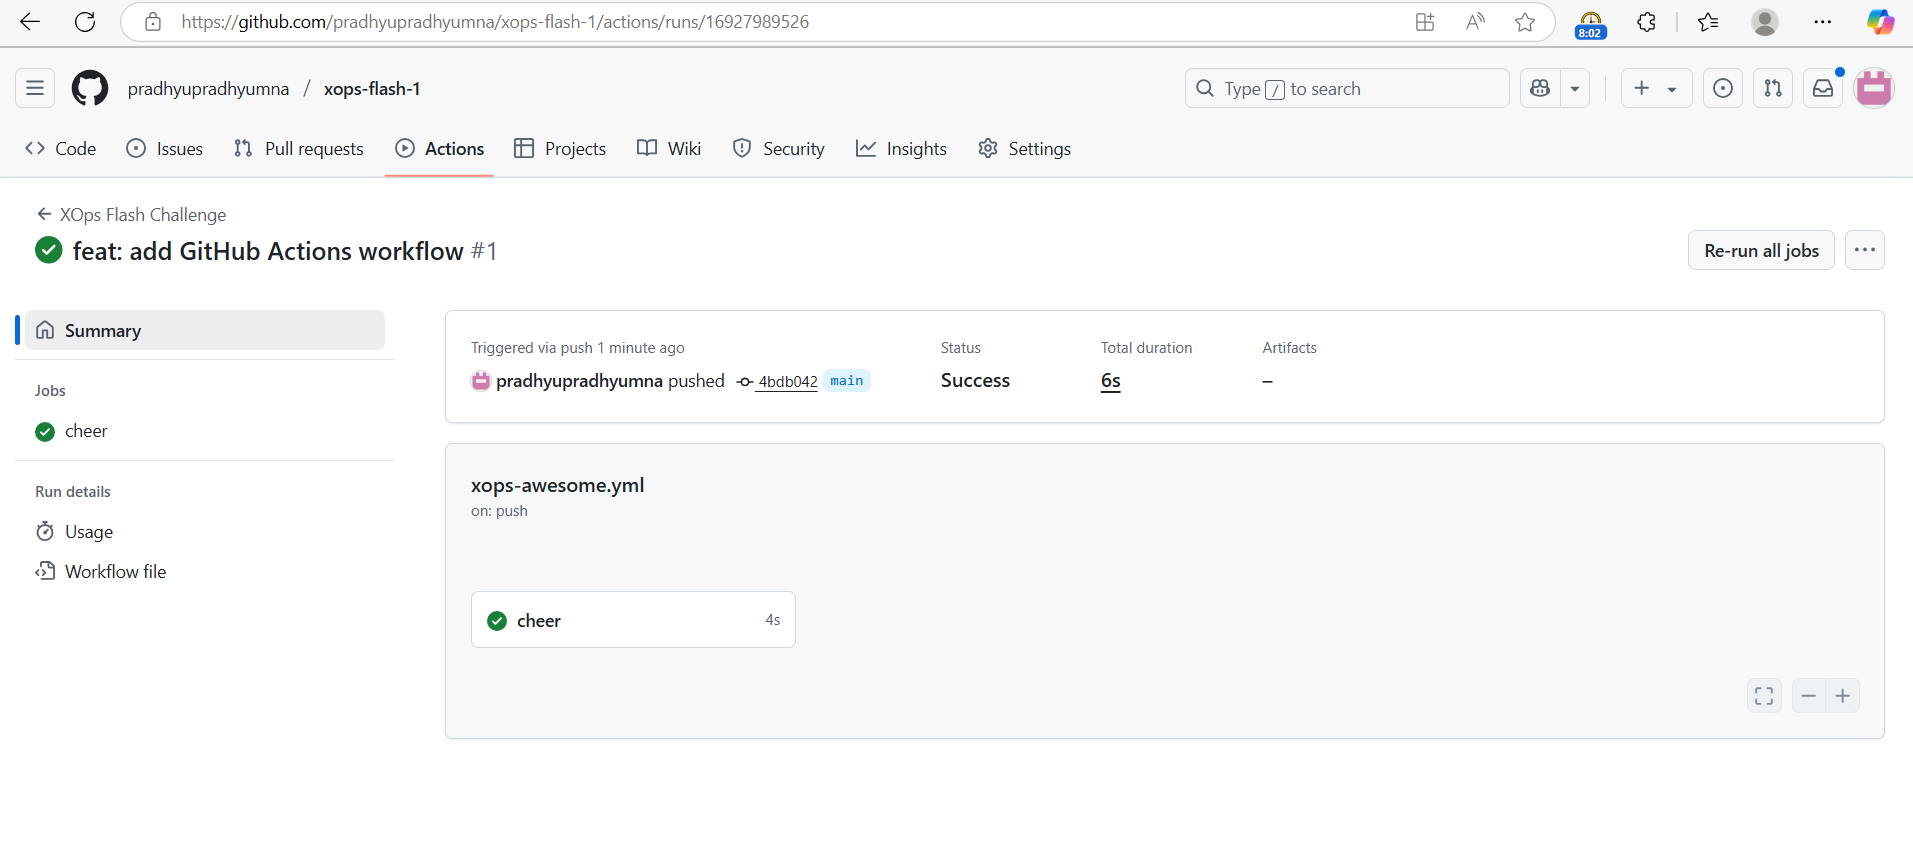 https://github.com/pradhyupradhyumna/xops-flash-1/actions/runs/16927989526
8:02
pradhyupradhyumna / xops-flash-1
Type / to search
Code Issues Pull requests Actions Projects Wiki Security Insights Settings
XOps Flash Challenge
feat: add GitHub Actions workflow #1
Re-run all jobs
Summary
Jobs
cheer
Run details
Usage
Workflow file
Triggered via push 1 minute ago
pradhyupradhyumna pushed 4bdb042 main
Status
Success
Total duration
6s
Artifacts
–
xops-awesome.yml
on: push
cheer 4s